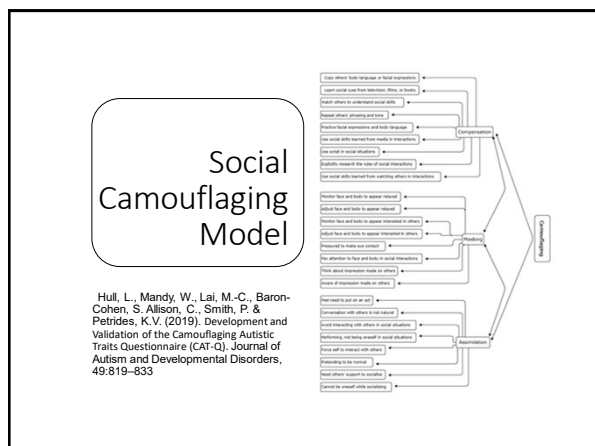 Social
Camouflaging
Model
Hull, L., Mandy, W., Lai, M.-C., Baron-
Cohen, S. Allison, C., Smith, P. &
Petrides, K.V. (2019). Development and
Validation of the Camouflaging Autistic
Traits Questionnaire (CAT-Q). Journal of
Autism and Developmental Disorders,
49:819–833
Copy others' body language or facial expressions
Learn social cues from television, films, or books
Watch others to understand social skills
Repeat others' phrasing and tone
Practice facial expressions and body language
Use social skills learned from media in interactions
Use script in social situations
Explicitly research the rules of social interactions
Use social skills learned from watching others in interactions
Compensation
Monitor face and body to appear relaxed
Adjust face and body to appear relaxed
Monitor face and body to appear interested in others
Adjust face and body to appear interested in others
Pressured to make eye contact
Pay attention to face and body in social interactions
Think about impression made on others
Aware of impression made on others
Masking
Feel need to put on an act
Conversation with others is not natural
Avoid interacting with others in social situations
Performing, not being oneself in social situations
Force self to interact with others
Pretending to be normal
Need others' support to socialise
Cannot be oneself while socialising
Assimilation
Camouflaging